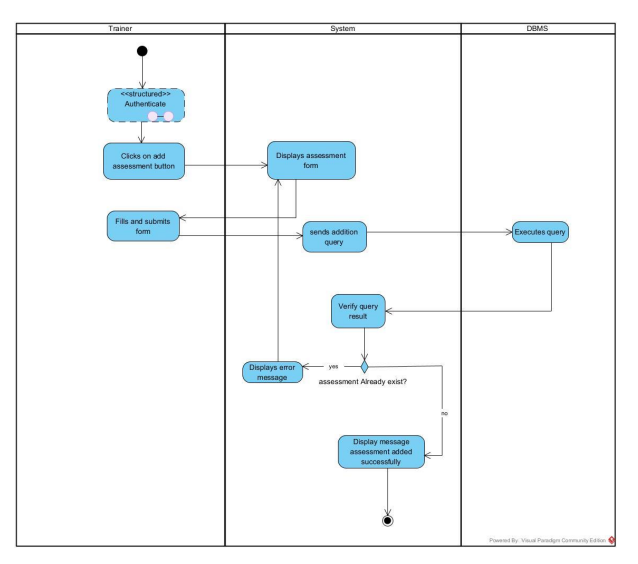 Trainer
System
DBMS
<<structured>>
Authenticate
Clicks on add
assessment button
Displays assessment
form
Fills and submits
form
sends addition
query
Executes query
Verify query
result
Displays error
message
yes
assessment Already exist?
no
Display message
assessment added
successfully
Powered By: Visual Paradigm Community Edition